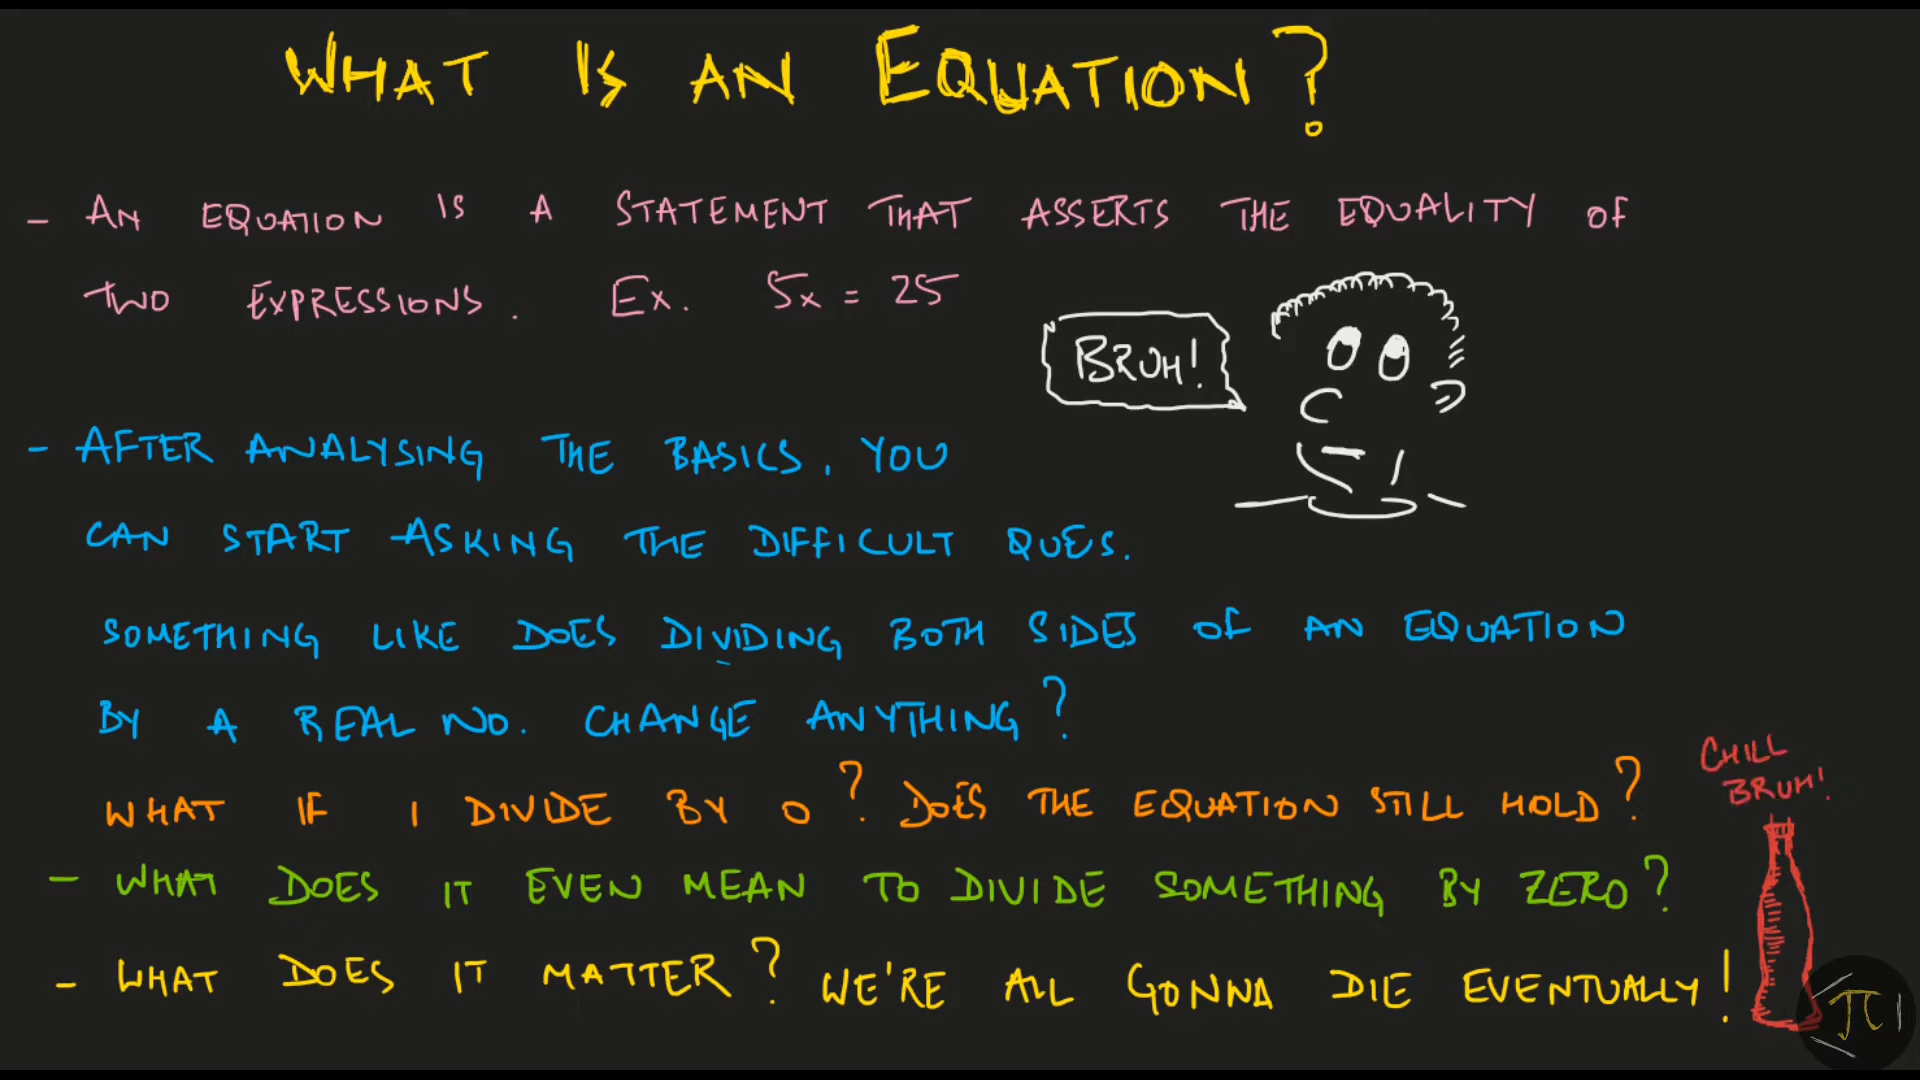 WHAT IS AN EQUATION?
- AN EQUATION IS A STATEMENT THAT ASSERTS THE EQUALITY OF
TWO EXPRESSIONS. EX. 5x = 25
BRUH!
- AFTER ANALYSING THE BASICS, YOU
CAN START ASKING THE DIFFICULT QUES.
SOMETHING LIKE DOES DIVIDING BOTH SIDES OF AN EQUATION
BY A REAL NO. CHANGE ANYTHING?
WHAT IF I DIVIDE BY 0? DOES THE EQUATION STILL HOLD?
CHILL
BRUH!
- WHAT DOES IT EVEN MEAN TO DIVIDE SOMETHING BY ZERO?
- WHAT DOES IT MATTER? WE'RE ALL GONNA DIE EVENTUALLY!
π